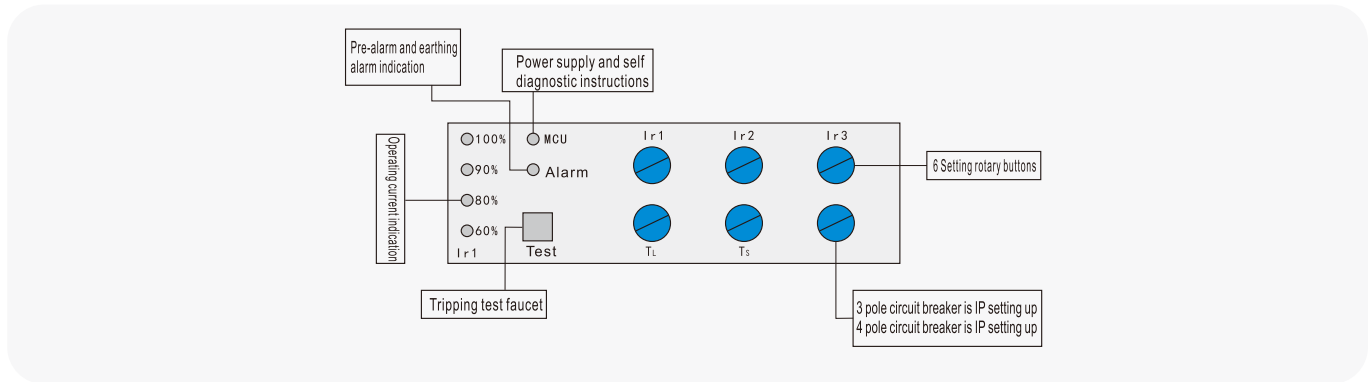 Pre-alarm and earthing
alarm indication
Power supply and self
diagnostic instructions
Operating current indication
100%
90%
80%
60%
Ir1
MCU
Alarm
Test
Ir1
Ir2
Ir3
TL
TS
6 Setting rotary buttons
Tripping test faucet
3 pole circuit breaker is IP setting up
4 pole circuit breaker is IP setting up